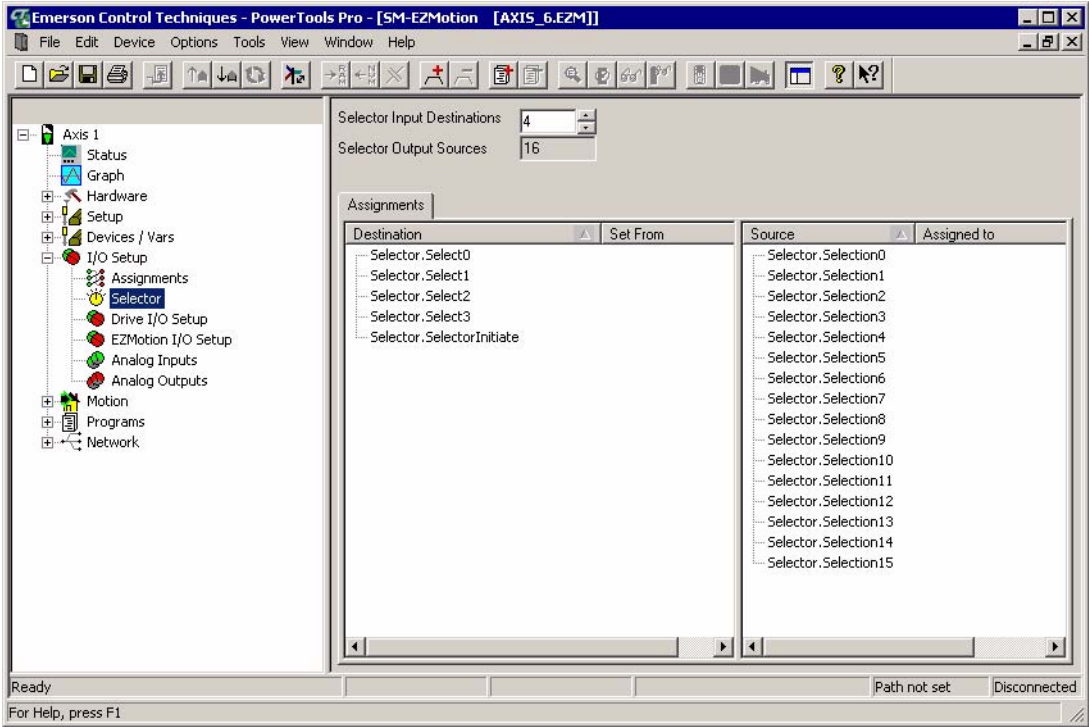 Emerson Control Techniques - PowerTools Pro - [SM-EZMotion [AXIS_6.EZM]]
File Edit Device Options Tools View Window Help
Axis 1
Status
Graph
Hardware
Setup
Devices / Vars
I/O Setup
Assignments
Selector
Drive I/O Setup
EZMotion I/O Setup
Analog Inputs
Analog Outputs
Motion
Programs
Network
Selector Input Destinations 4
Selector Output Sources 16
Assignments
Destination Set From
Selector.Select0
Selector.Select1
Selector.Select2
Selector.Select3
Selector.SelectorInitiate
Source Assigned to
Selector.Selection0
Selector.Selection1
Selector.Selection2
Selector.Selection3
Selector.Selection4
Selector.Selection5
Selector.Selection6
Selector.Selection7
Selector.Selection8
Selector.Selection9
Selector.Selection10
Selector.Selection11
Selector.Selection12
Selector.Selection13
Selector.Selection14
Selector.Selection15
Ready Path not set Disconnected
For Help, press F1